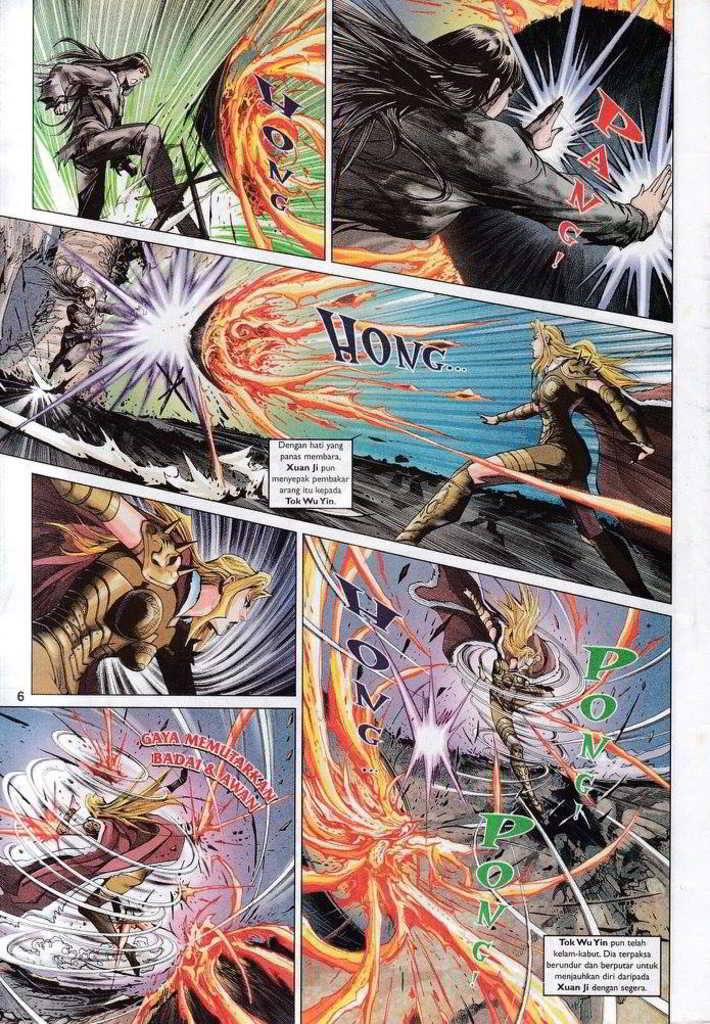 HONG...
PANG!
HONG...
Dengan hati yang
panas membara,
Xuan Ji pun
menyepak pembakar
arang itu kepada
Tok Wu Yin.
6
HONG...
PONG!
PONG!
GAYA MEMUTARKAN
BADAI & AWAN
Tok Wu Yin pun telah
kelam-kabut. Dia terpaksa
berundur dan berputar untuk
menjauhkan diri daripada
Xuan Ji dengan segera.